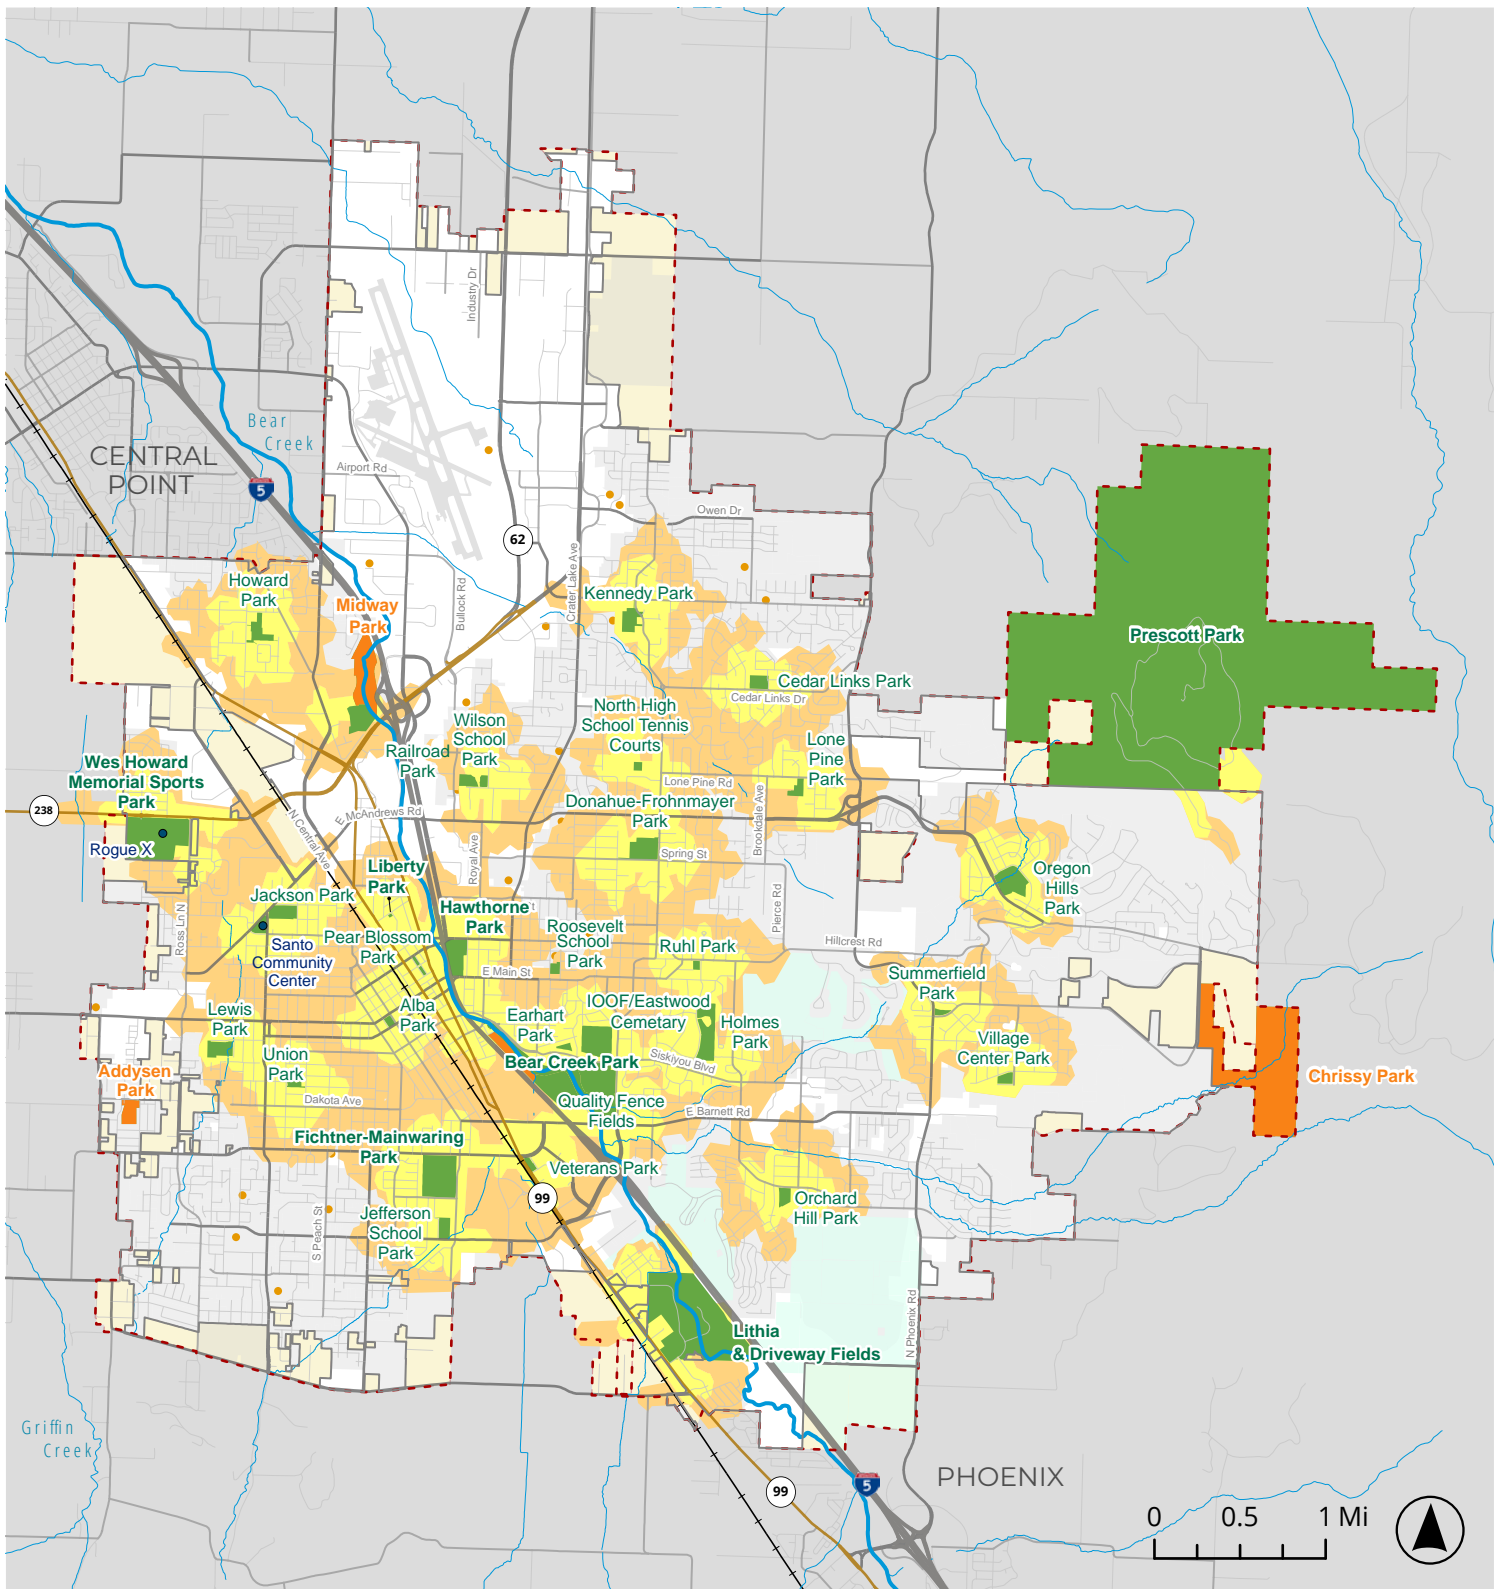 Industry Dr
Bear
Creek
CENTRAL
POINT
Airport Rd
5
62
Owen Dr
Crater Lake Ave
Bullock Rd
Howard
Park
Midway
Park
Kennedy Park
Prescott Park
Cedar Links Park
Cedar Links Dr
North High
School Tennis
Courts
Wilson
School
Park
Railroad
Park
Lone
Pine
Park
Lone Pine Rd
Wes Howard
Memorial Sports
Park
238
Rogue X
Donahue-Frohnmayer
Park
E McAndrews Rd
N Central Ave
Brookdale Ave
Royal Ave
Spring St
Liberty
Park
Jackson Park
Oregon
Hills
Park
Hawthorne
Park
Pierce Rd
Ross Ln N
Pear Blossom
Park
Santo
Community
Center
Roosevelt
School
Park
Ruhl Park
Hillcrest Rd
E Main St
Summerfield
Park
Lewis
Park
Alba
Park
Earhart
Park
IOOF/Eastwood
Cemetary
Holmes
Park
Village
Center Park
Union
Park
Bear Creek Park
Siskiyou Blvd
Addysen
Park
Chrissy Park
Dakota Ave
Quality Fence
Fields
E Barnett Rd
Fichtner-Mainwaring
Park
Veterans Park
99
Orchard
Hill Park
Jefferson
School
Park
S Peach St
N Phoenix Rd
Lithia
& Driveway Fields
Griffin
Creek
PHOENIX
5
99
0 0.5 1 Mi